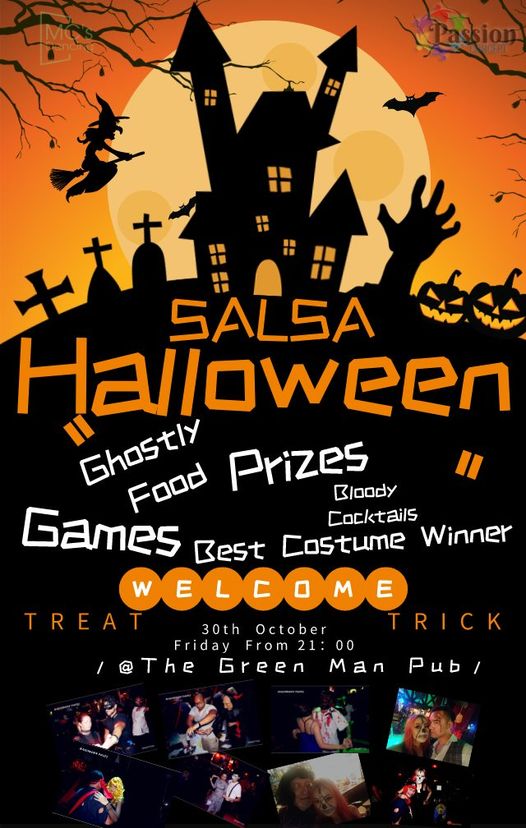 MC's
Passion
SALSA
Halloween
"Ghostly
Food Prizes
Bloody
Cocktails
Games Best Costume Winner
"
WELCOME
TREAT TRICK
30th October
Friday From 21: 00
/ @The Green Man Pub /